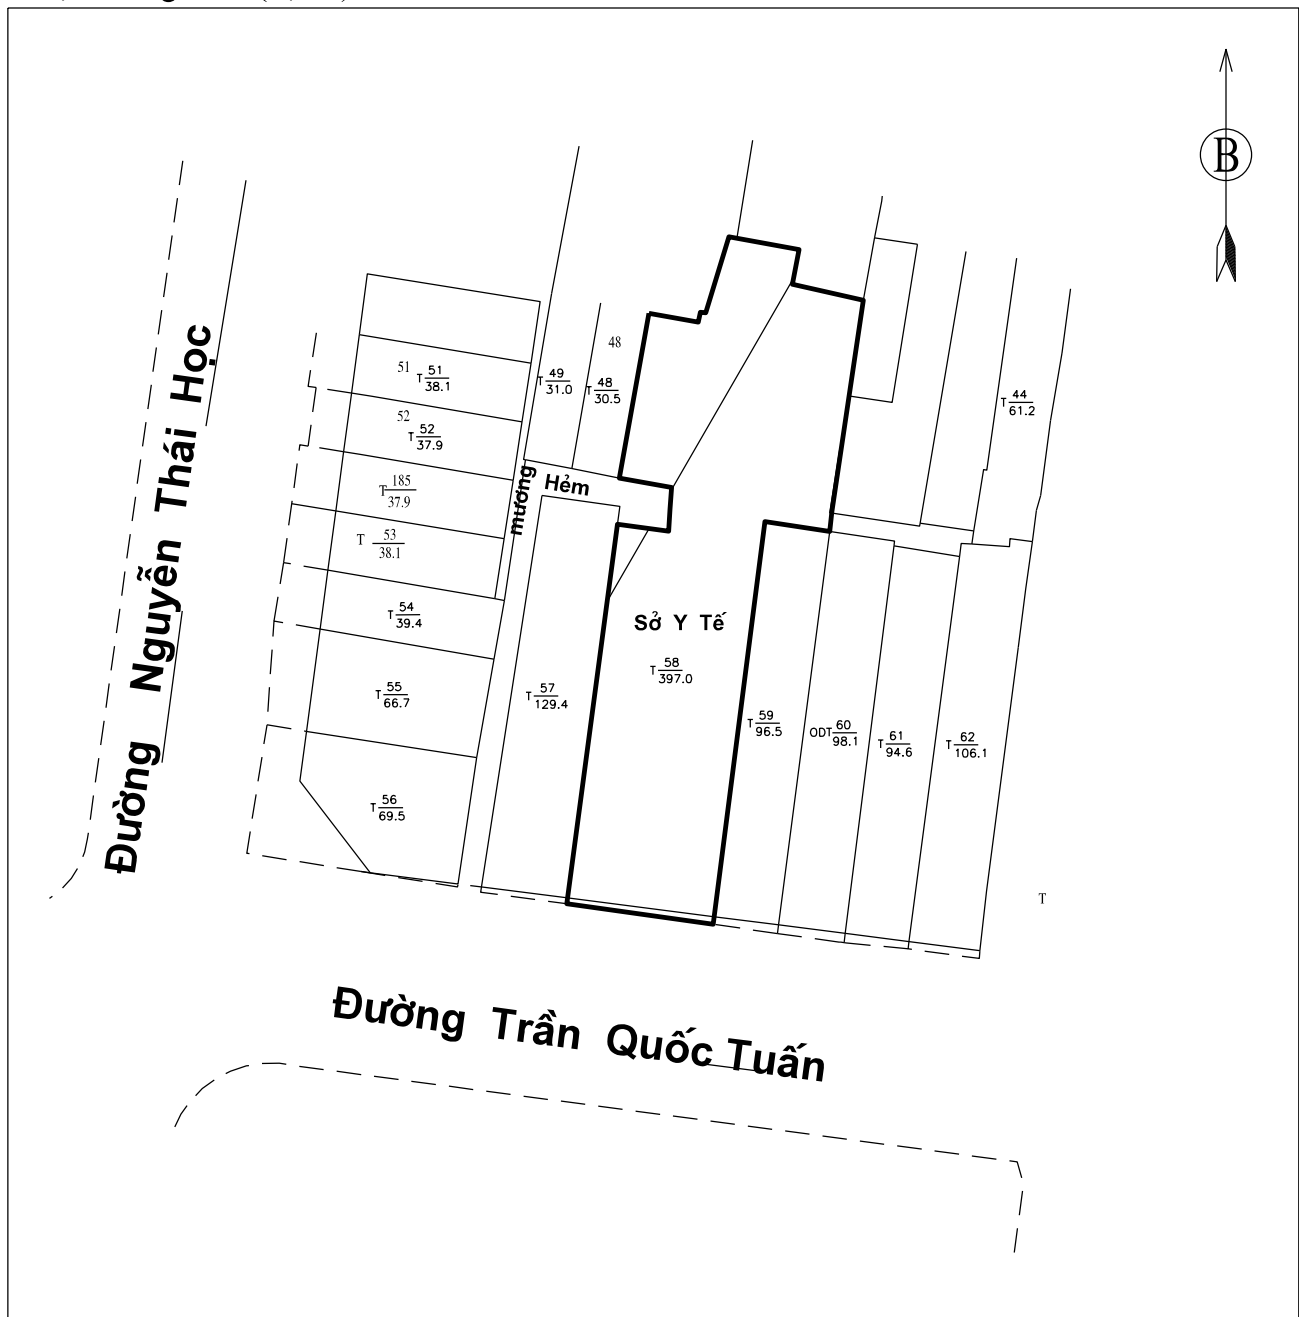 B
48
51
T 51
38.1
T 49
31.0
T 48
30.5
T 44
61.2
52
T 52
37.9
T 185
37.9
mương
Hẻm
T 53
38.1
T 54
39.4
Sở Y Tế
T 58
397.0
T 55
66.7
T 57
129.4
T 59
96.5
ODT 60
98.1
T 61
94.6
T 62
106.1
T 56
69.5
T
Đường Nguyễn Thái Học
Đường Trần Quốc Tuấn